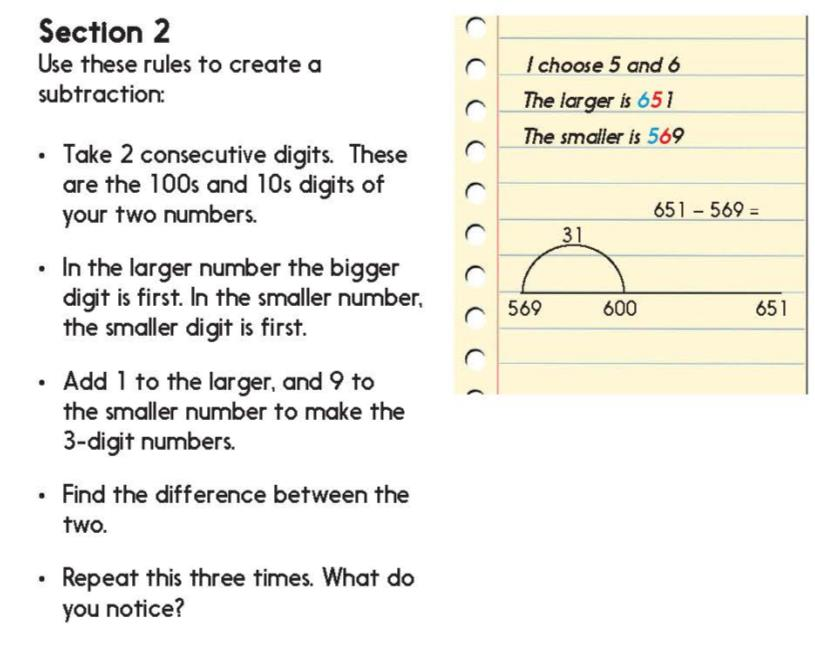 Section 2
Use these rules to create a
subtraction:
• Take 2 consecutive digits. These
are the 100s and 10s digits of
your two numbers.
• In the larger number the bigger
digit is first. In the smaller number,
the smaller digit is first.
• Add 1 to the larger, and 9 to
the smaller number to make the
3-digit numbers.
• Find the difference between the
two.
• Repeat this three times. What do
you notice?
I choose 5 and 6
The larger is 651
The smaller is 569
651 – 569 =
31
569 600 651